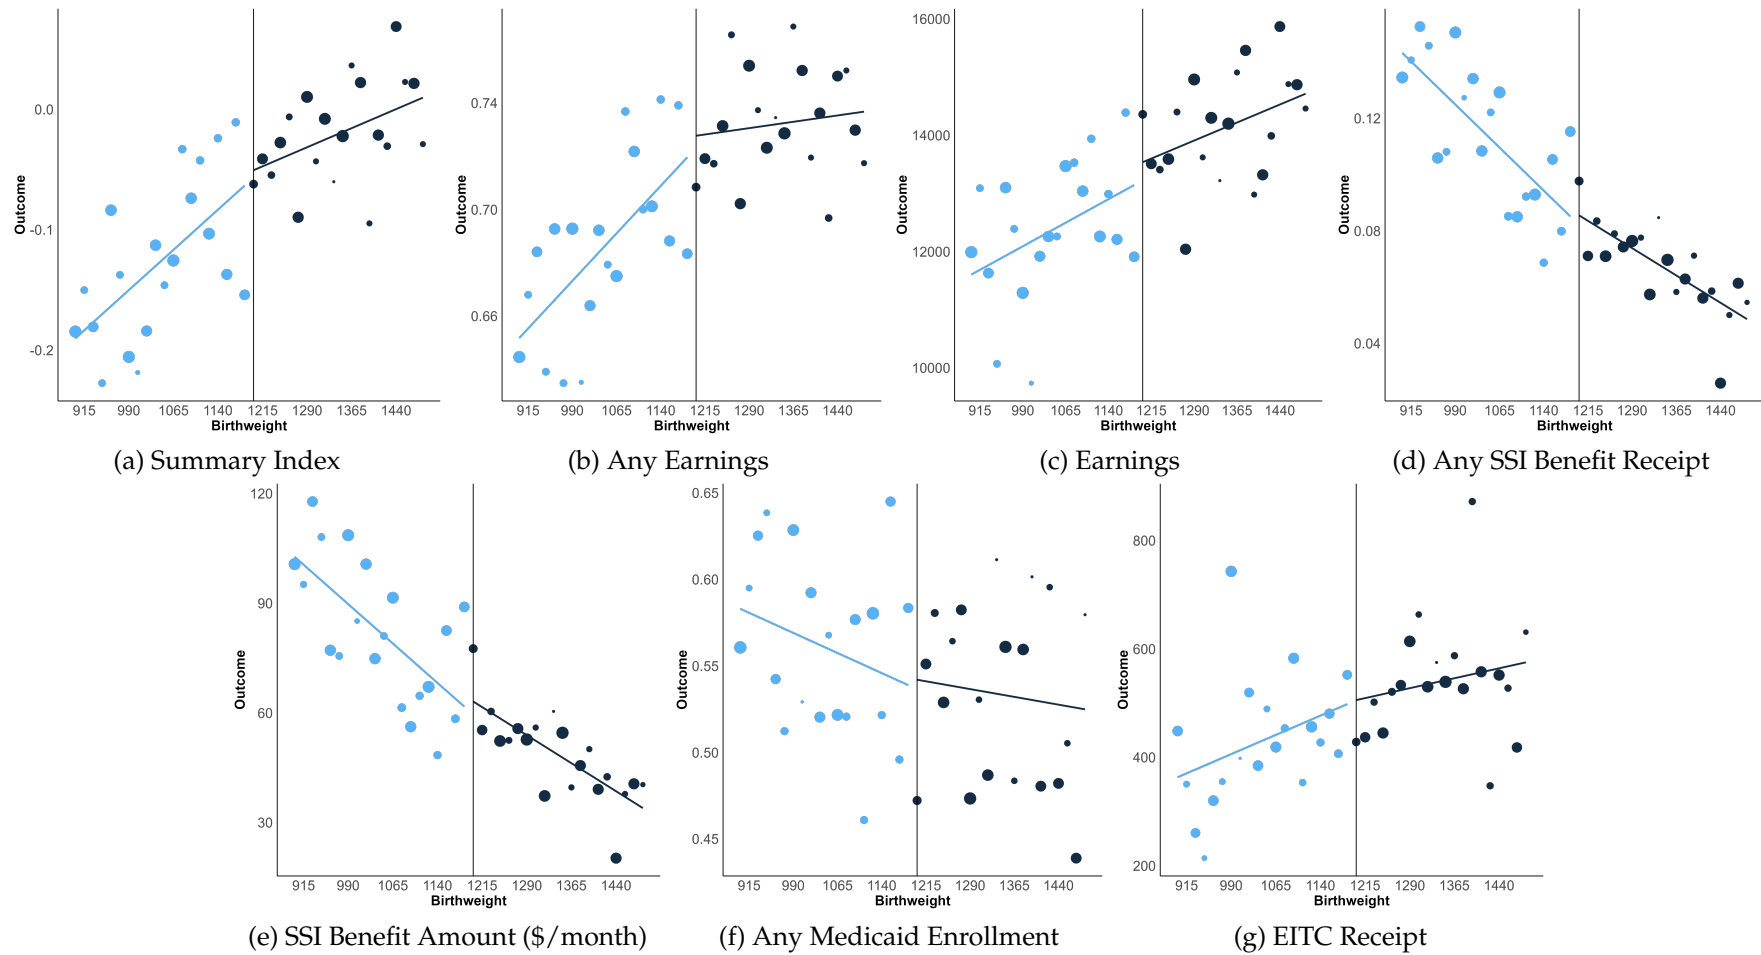 0.0
-0.1
-0.2
Outcome
915 990 1065 1140 1215 1290 1365 1440
Birthweight
(a) Summary Index
0.74
0.70
0.66
Outcome
915 990 1065 1140 1215 1290 1365 1440
Birthweight
(b) Any Earnings
16000
14000
12000
10000
Outcome
915 990 1065 1140 1215 1290 1365 1440
Birthweight
(c) Earnings
0.12
0.08
0.04
Outcome
915 990 1065 1140 1215 1290 1365 1440
Birthweight
(d) Any SSI Benefit Receipt
120
90
60
30
Outcome
915 990 1065 1140 1215 1290 1365 1440
Birthweight
(e) SSI Benefit Amount ($/month)
0.65
0.60
0.55
0.50
0.45
Outcome
915 990 1065 1140 1215 1290 1365 1440
Birthweight
(f) Any Medicaid Enrollment
800
600
400
200
Outcome
915 990 1065 1140 1215 1290 1365 1440
Birthweight
(g) EITC Receipt